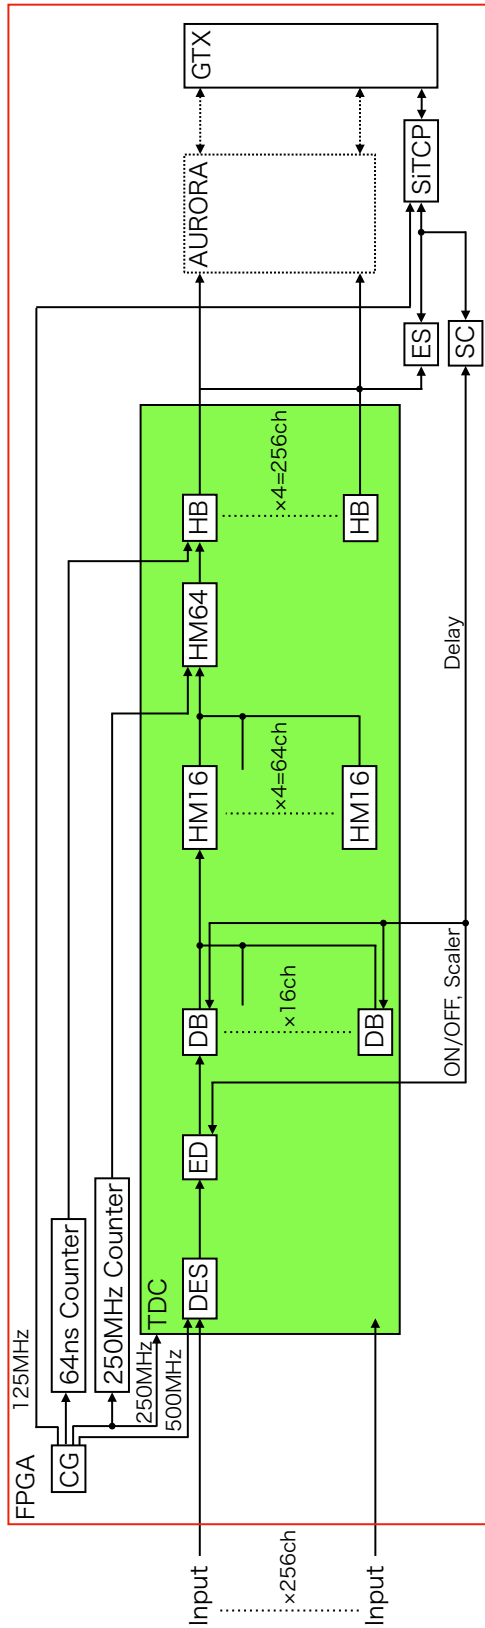 FPGA
125MHz
CG
64ns Counter
250MHz Counter
250MHz
500MHz
TDC
Input
×256ch
Input
DES
ED
DB
×16ch
DB
HM16
×4=64ch
HM16
HM64
HB
×4=256ch
HB
ON/OFF, Scaler
Delay
ES
SC
AURORA
SiTCP
GTX